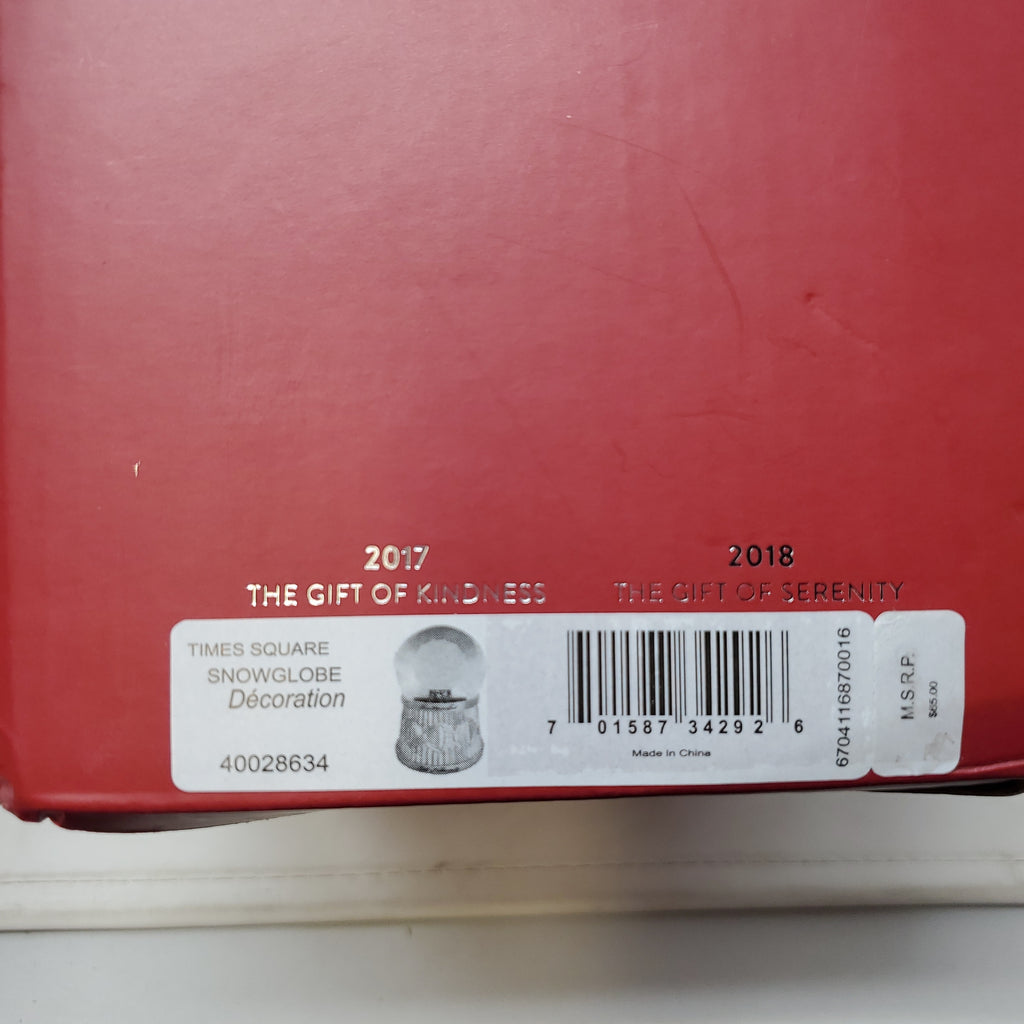 2017
THE GIFT OF KINDNESS
2018
THE GIFT OF SERENITY
TIMES SQUARE
SNOWGLOBE
Décoration
40028634
7 01587 34292 6
Made In China
6704116870016
M.S.R.P.
$65.00